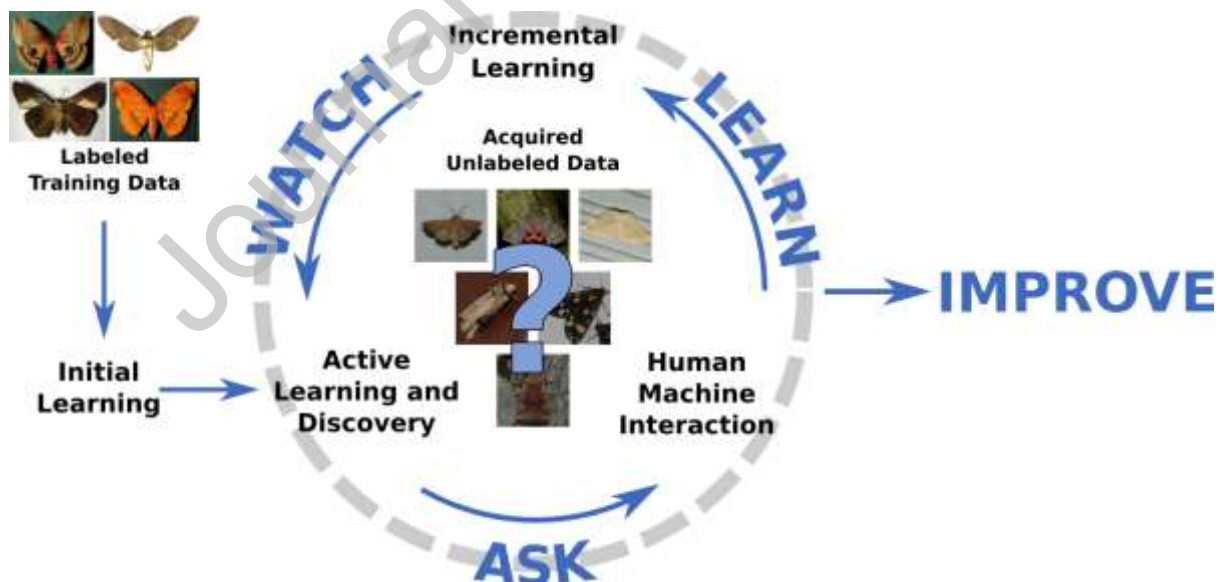 Labeled
Training Data
Initial
Learning
Incremental
Learning
WATCH
LEARN
Acquired
Unlabeled Data
?
Active
Learning and
Discovery
Human
Machine
Interaction
ASK
IMPROVE
Journal